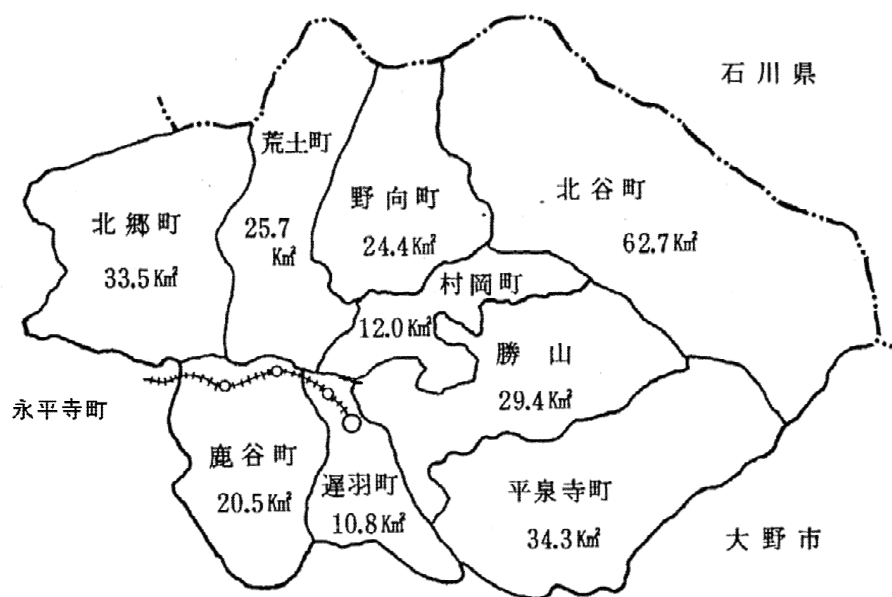 石川県
荒土町
25.7
K㎡
野向町
24.4K㎡
北谷町
62.7K㎡
北郷町
33.5K㎡
村岡町
12.0K㎡
勝山
29.4K㎡
永平寺町
鹿谷町
20.5K㎡
遅羽町
10.8K㎡
平泉寺町
34.3K㎡
大野市